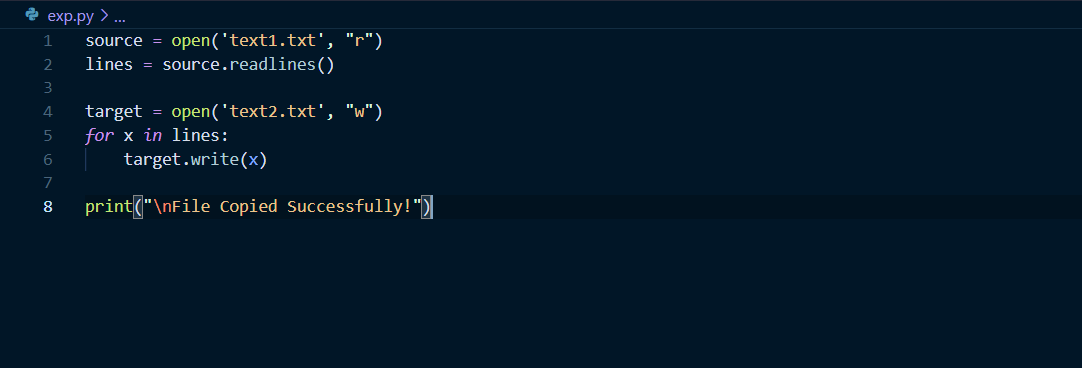 exp.py > ...
1 source = open('text1.txt', "r")
2 lines = source.readlines()
3
4 target = open('text2.txt', "w")
5 for x in lines:
6     target.write(x)
7
8 print("\nFile Copied Successfully!")